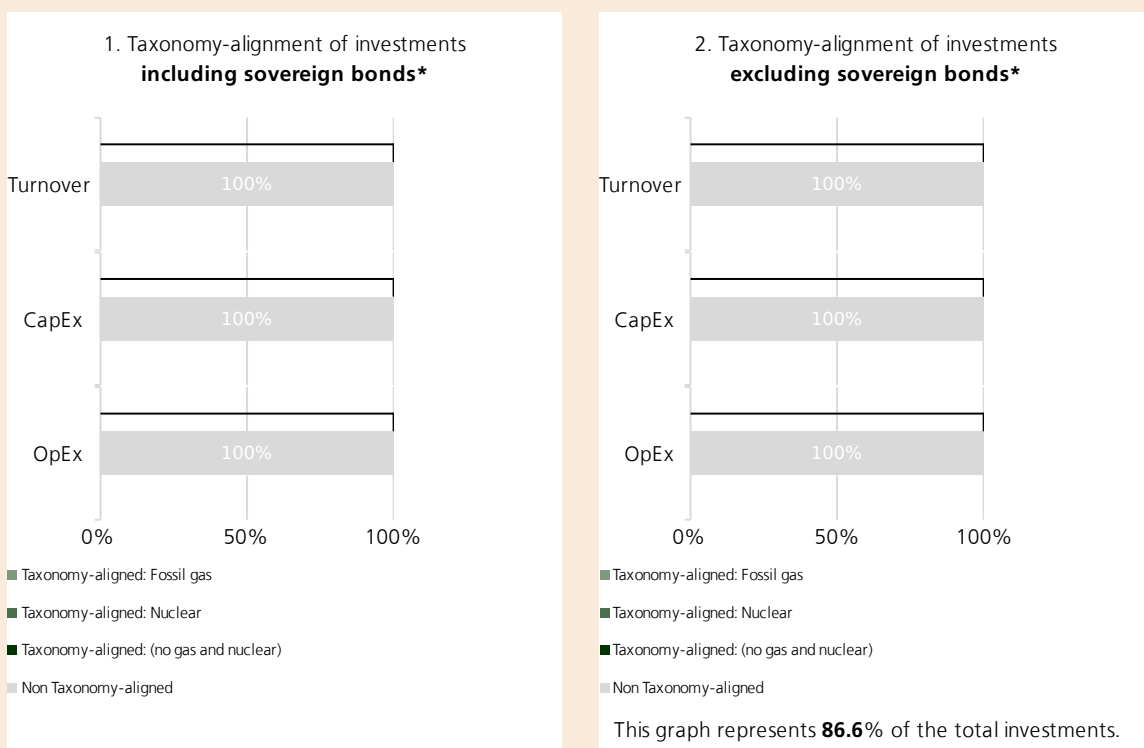 1. Taxonomy-alignment of investments
including sovereign bonds*
Turnover
100%
CapEx
100%
OpEx
100%
0% 50% 100%
Taxonomy-aligned: Fossil gas
Taxonomy-aligned: Nuclear
Taxonomy-aligned: (no gas and nuclear)
Non Taxonomy-aligned
2. Taxonomy-alignment of investments
excluding sovereign bonds*
Turnover
100%
CapEx
100%
OpEx
100%
0% 50% 100%
Taxonomy-aligned: Fossil gas
Taxonomy-aligned: Nuclear
Taxonomy-aligned: (no gas and nuclear)
Non Taxonomy-aligned
This graph represents 86.6% of the total investments.